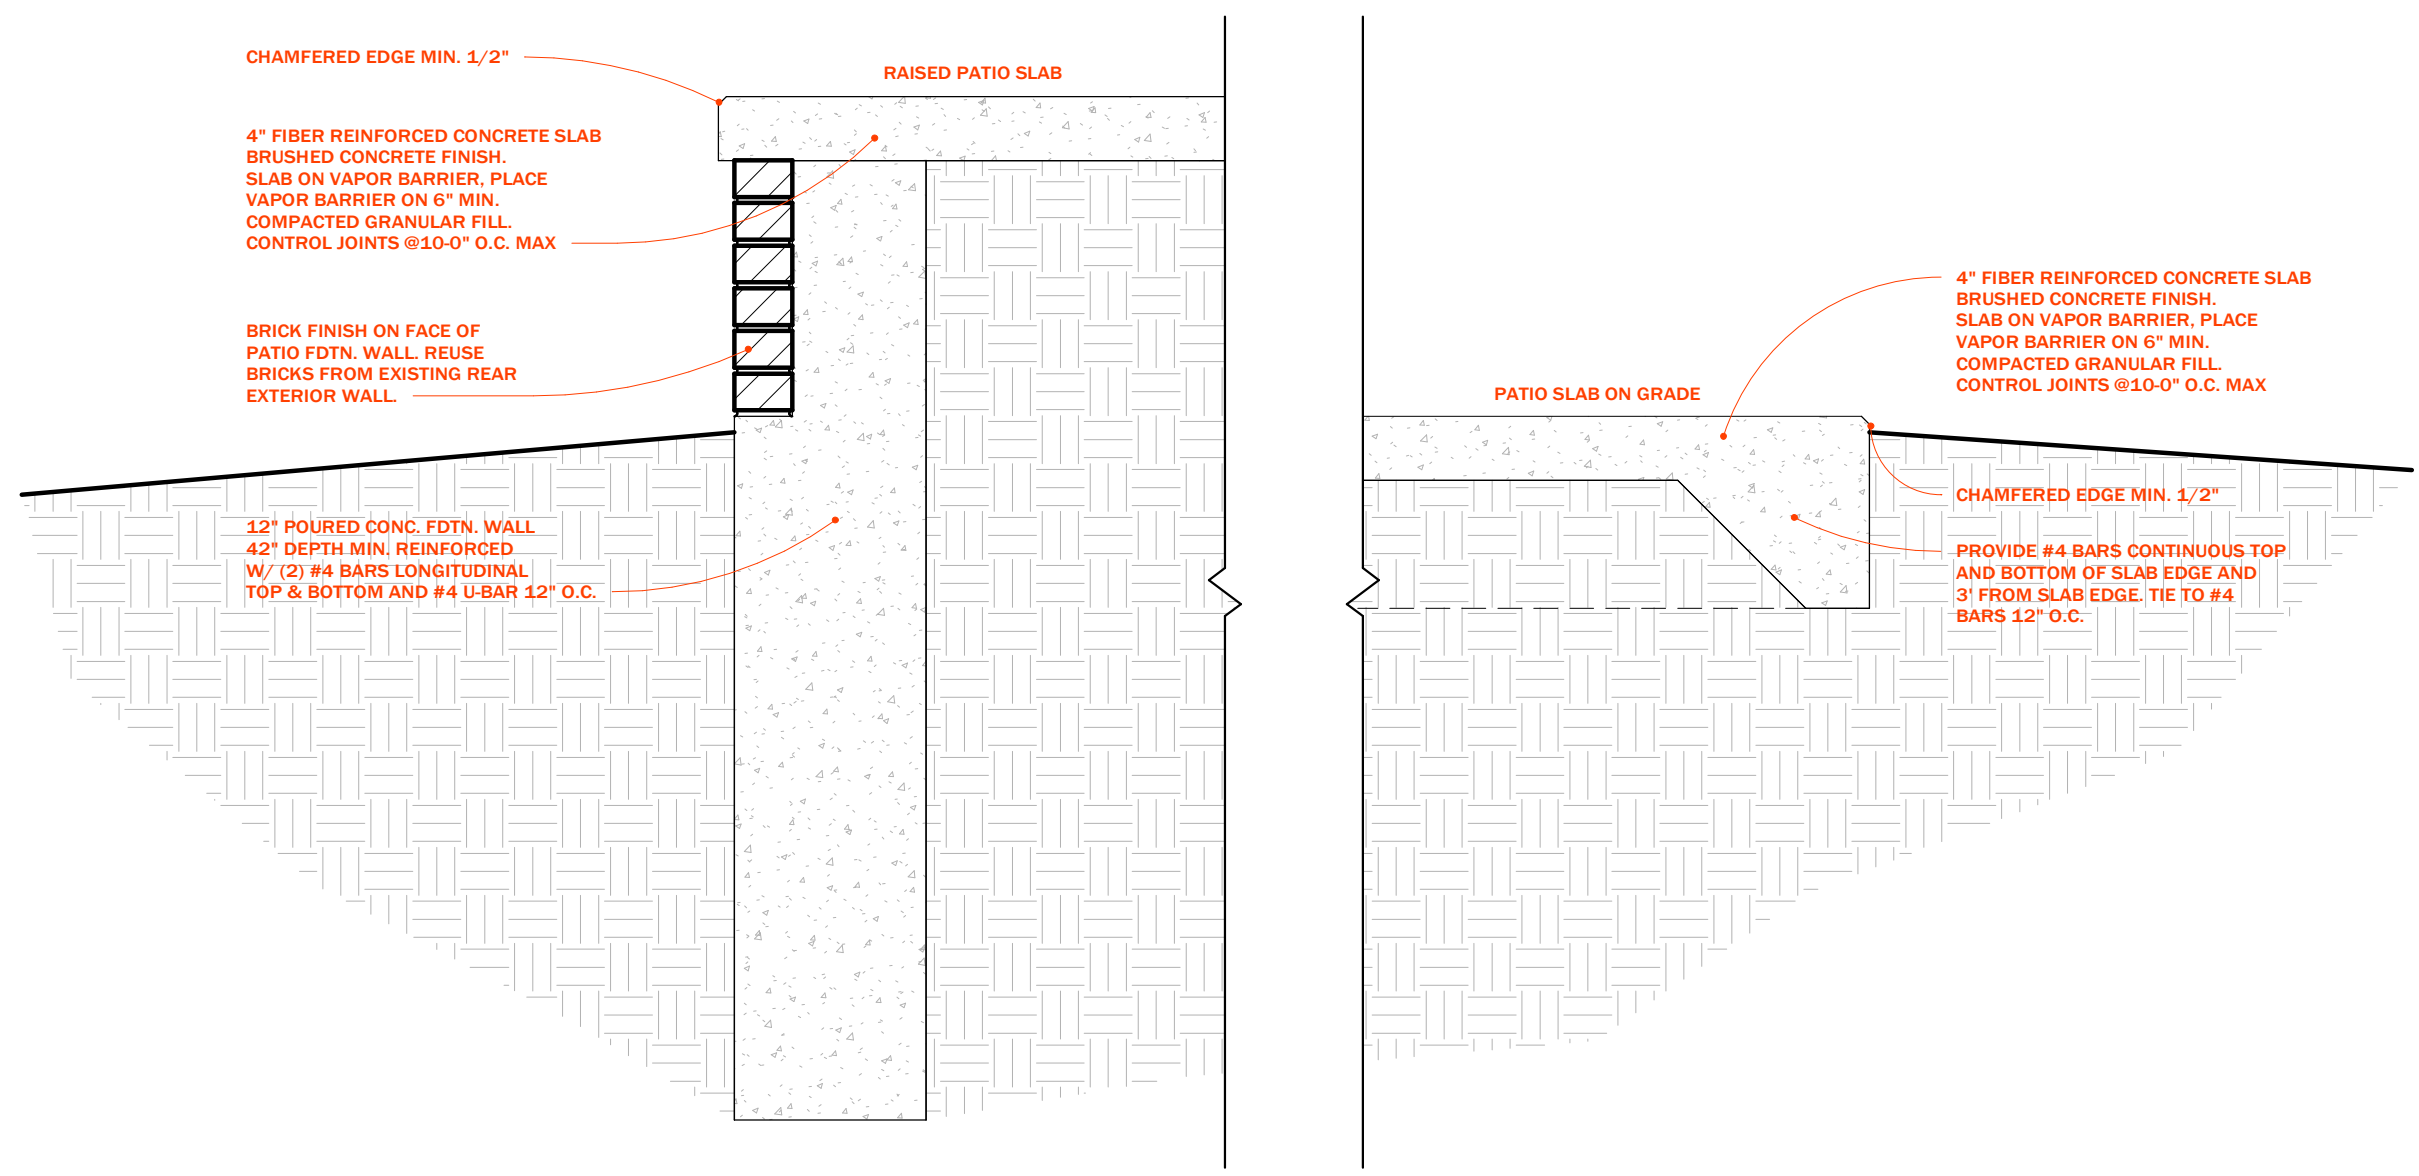 CHAMFERED EDGE MIN. 1/2"
RAISED PATIO SLAB
4" FIBER REINFORCED CONCRETE SLAB
BRUSHED CONCRETE FINISH.
SLAB ON VAPOR BARRIER, PLACE
VAPOR BARRIER ON 6" MIN.
COMPACTED GRANULAR FILL.
CONTROL JOINTS @10-0" O.C. MAX
BRICK FINISH ON FACE OF
PATIO FDTN. WALL. REUSE
BRICKS FROM EXISTING REAR
EXTERIOR WALL.
12" POURED CONC. FDTN. WALL
42" DEPTH MIN. REINFORCED
W/ (2) #4 BARS LONGITUDINAL
TOP & BOTTOM AND #4 U-BAR 12" O.C.
PATIO SLAB ON GRADE
4" FIBER REINFORCED CONCRETE SLAB
BRUSHED CONCRETE FINISH.
SLAB ON VAPOR BARRIER, PLACE
VAPOR BARRIER ON 6" MIN.
COMPACTED GRANULAR FILL.
CONTROL JOINTS @10-0" O.C. MAX
CHAMFERED EDGE MIN. 1/2"
PROVIDE #4 BARS CONTINUOUS TOP
AND BOTTOM OF SLAB EDGE AND
3' FROM SLAB EDGE. TIE TO #4
BARS 12" O.C.